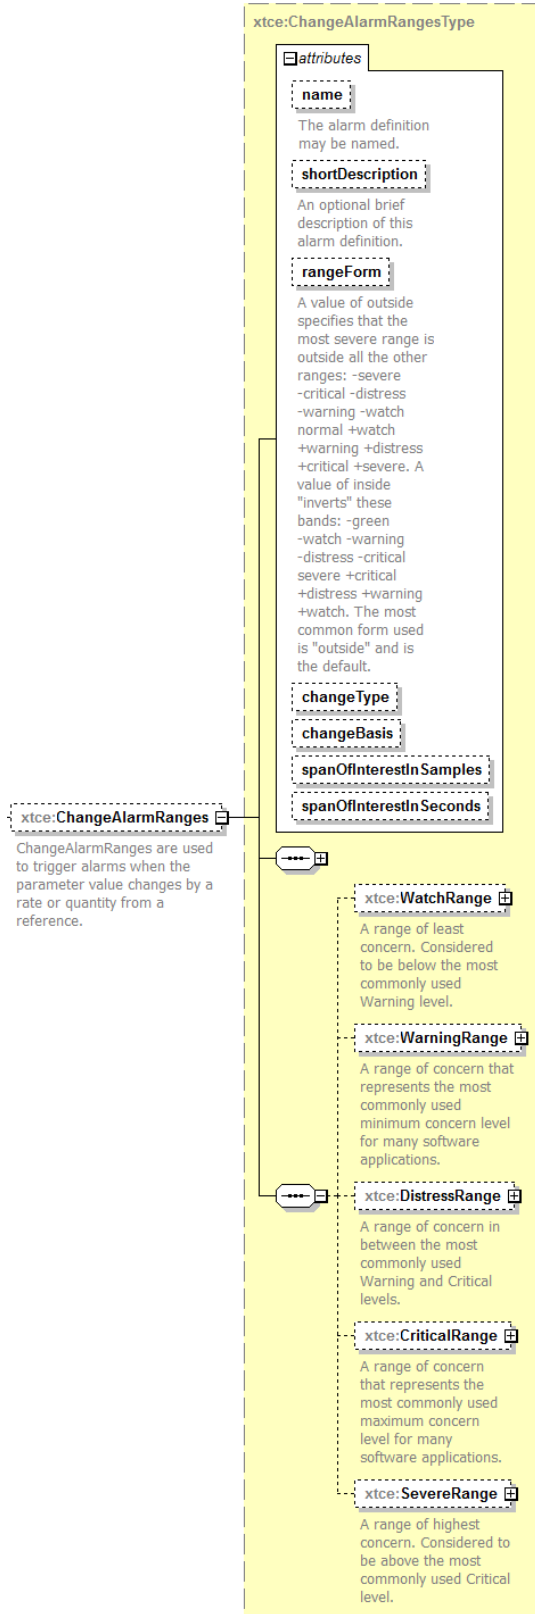 xtce:ChangeAlarmRangesType
attributes
name
The alarm definition
may be named.
shortDescription
An optional brief
description of this
alarm definition.
rangeForm
A value of outside
specifies that the
most severe range is
outside all the other
ranges: -severe
-critical -distress
-warning -watch
normal +watch
+warning +distress
+critical +severe. A
value of inside
"inverts" these
bands: -green
-watch -warning
-distress -critical
severe +critical
+distress +warning
+watch. The most
common form used
is "outside" and is
the default.
changeType
changeBasis
spanOfInterestInSamples
spanOfInterestInSeconds
xtce:ChangeAlarmRanges
ChangeAlarmRanges are used
to trigger alarms when the
parameter value changes by a
rate or quantity from a
reference.
xtce:WatchRange
A range of least
concern. Considered
to be below the most
commonly used
Warning level.
xtce:WarningRange
A range of concern that
represents the most
commonly used
minimum concern level
for many software
applications.
xtce:DistressRange
A range of concern in
between the most
commonly used
Warning and Critical
levels.
xtce:CriticalRange
A range of concern
that represents the
most commonly used
maximum concern
level for many
software applications.
xtce:SevereRange
A range of highest
concern. Considered to
be above the most
commonly used Critical
level.